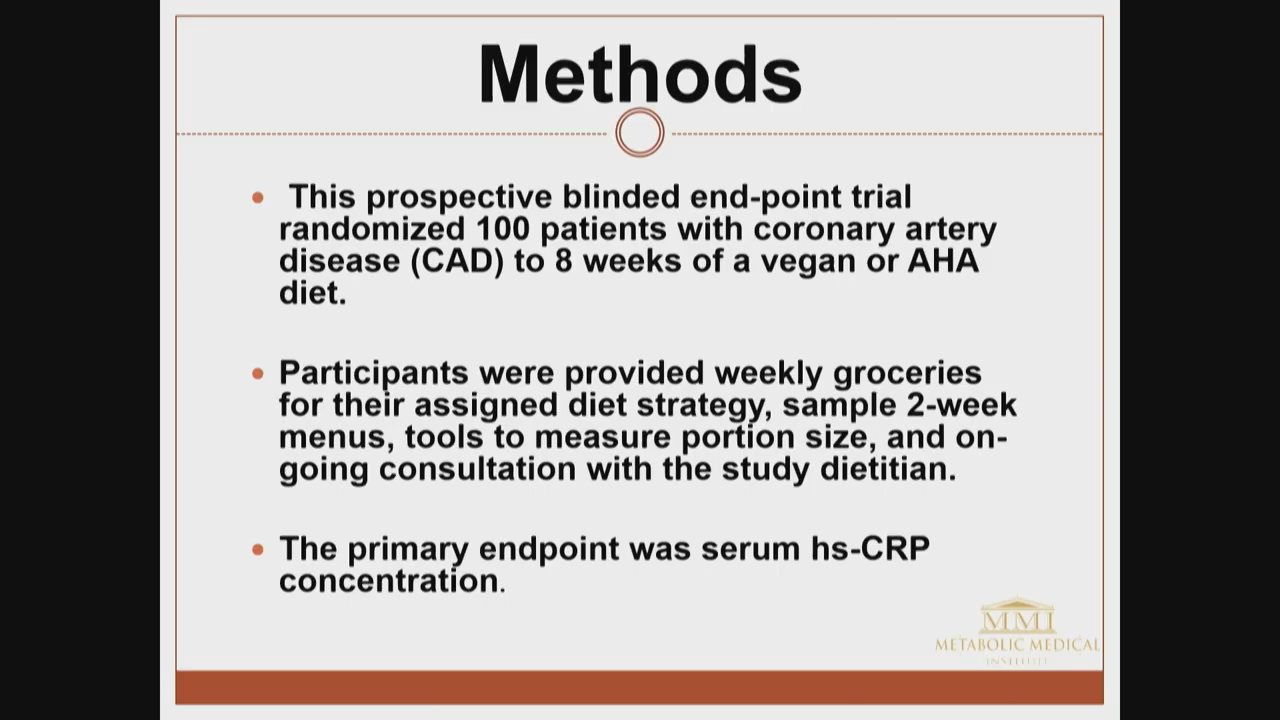 Methods
This prospective blinded end-point trial
randomized 100 patients with coronary artery
disease (CAD) to 8 weeks of a vegan or AHA
diet.
Participants were provided weekly groceries
for their assigned diet strategy, sample 2-week
menus, tools to measure portion size, and on-
going consultation with the study dietitian.
The primary endpoint was serum hs-CRP
concentration.
MMI
METABOLIC MEDICAL
INSTITUTE